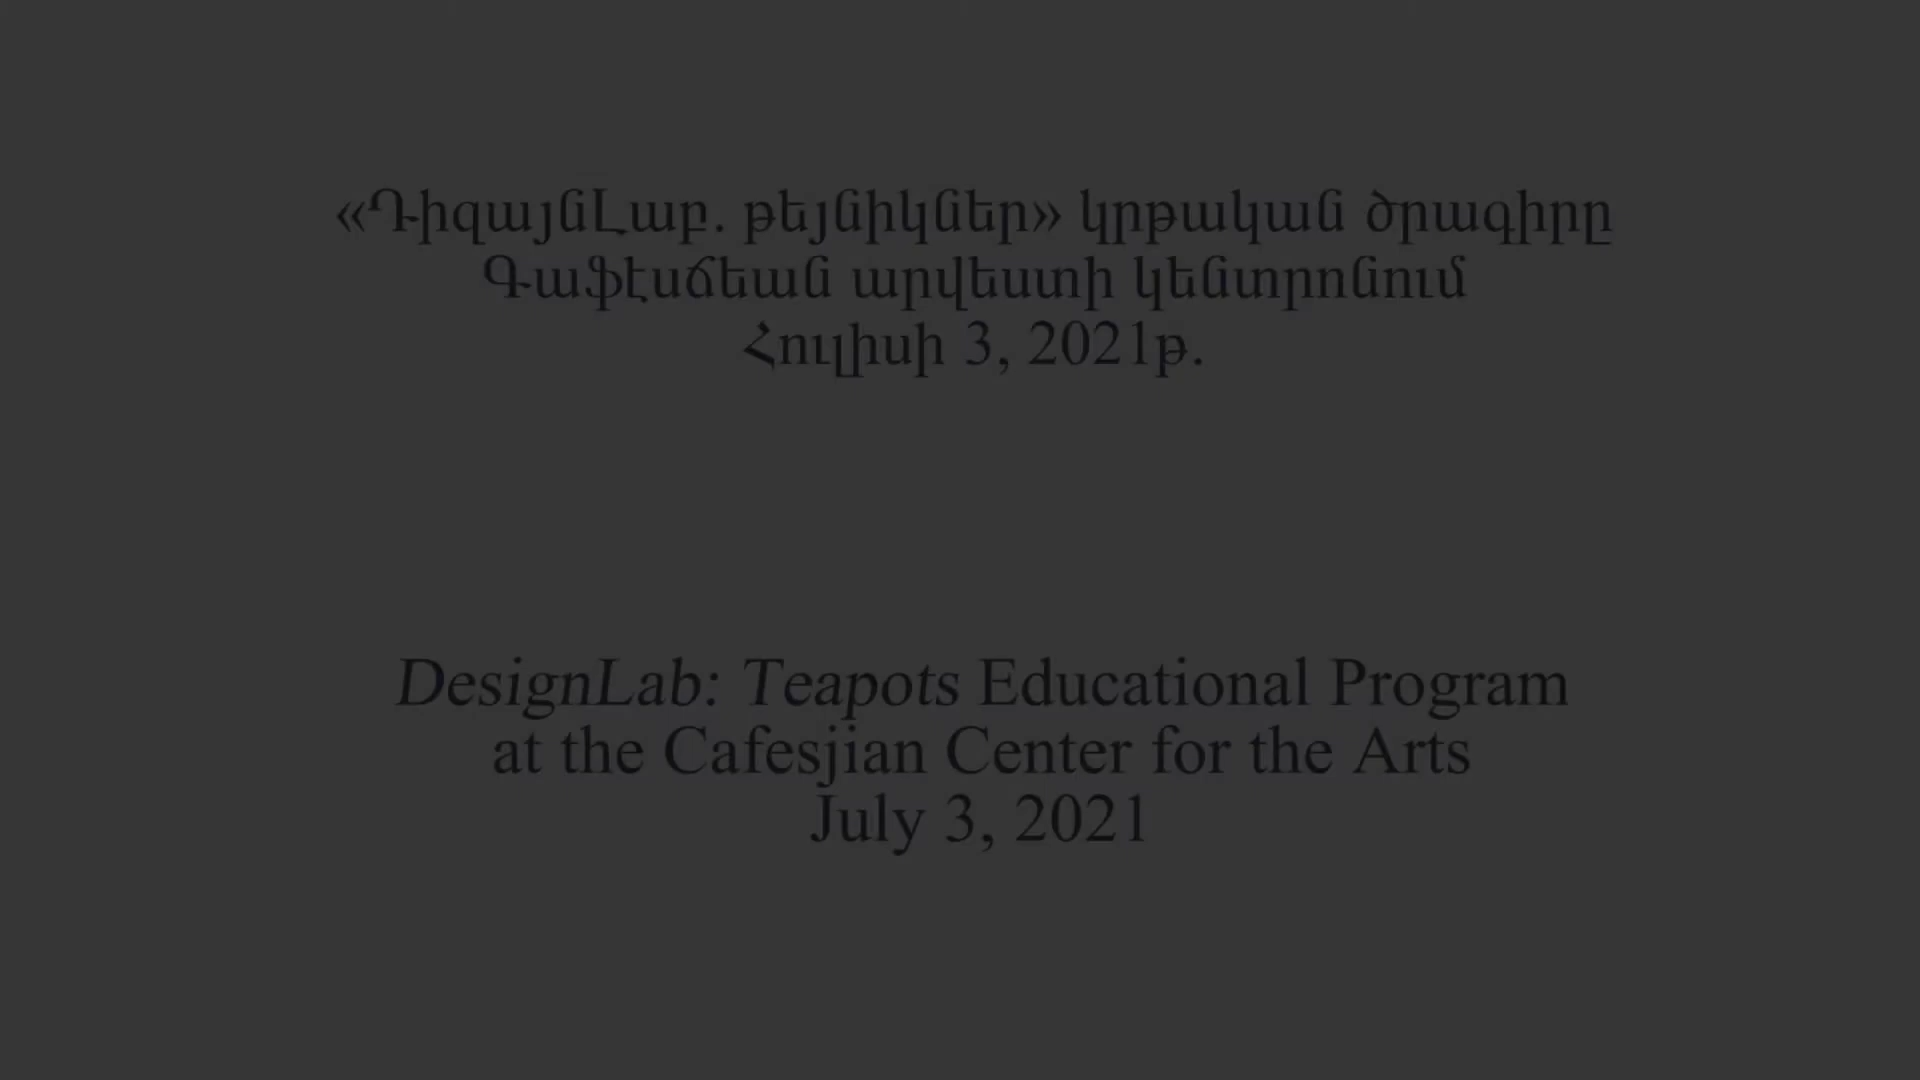 «ԴիզայնԼաբ. թեյնիկներ» կրթական ծրագիրը
Գաֆէսճեան արվեստի կենտրոնում
Հուլիսի 3, 2021թ.
DesignLab: Teapots Educational Program
at the Cafesjian Center for the Arts
July 3, 2021